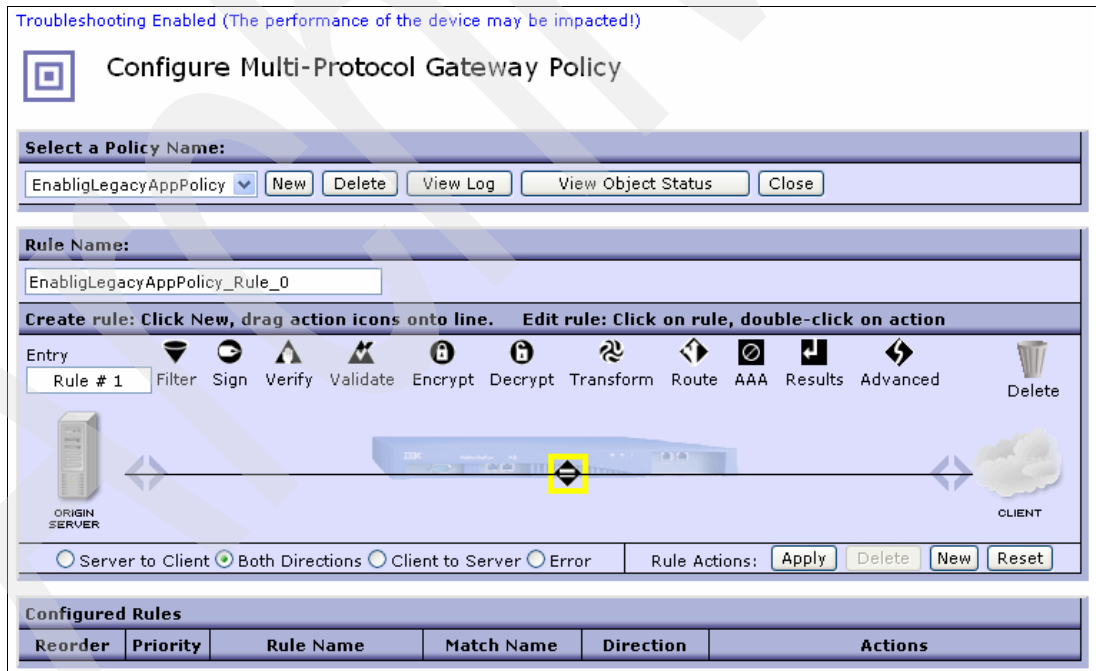 Troubleshoot Enabled (The performance of the device may be impacted!)
Configure Multi-Protocol Gateway Policy
Select a Policy Name:
EnabligLegacyAppPolicy New Delete View Log View Object Status Close
Rule Name:
EnabligLegacyAppPolicy_Rule_0
Create rule: Click New, drag action icons onto line. Edit rule: Click on rule, double-click on action
Entry
Rule # 1 Filter Sign Verify Validate Encrypt Decrypt Transform Route AAA Results Advanced Delete
IBM
ORIGIN SERVER CLIENT
Server to Client Both Directions Client to Server Error Rule Actions: Apply Delete New Reset
Configured Rules
Reorder Priority Rule Name Match Name Direction Actions